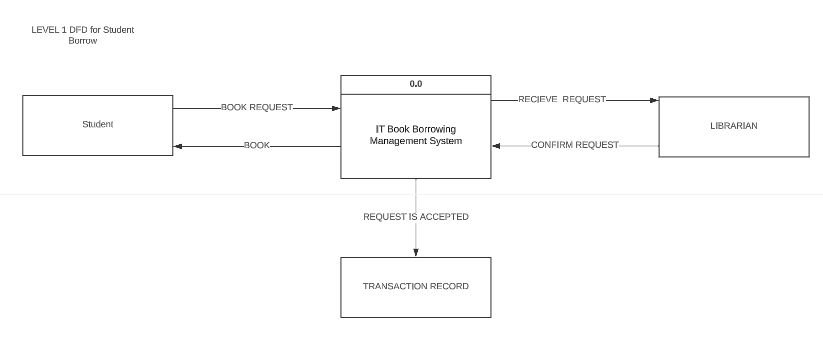 LEVEL 1 DFD for Student
Borrow
0.0
Student
BOOK REQUEST
BOOK
IT Book Borrowing
Management System
RECIEVE REQUEST
CONFIRM REQUEST
LIBRARIAN
REQUEST IS ACCEPTED
TRANSACTION RECORD